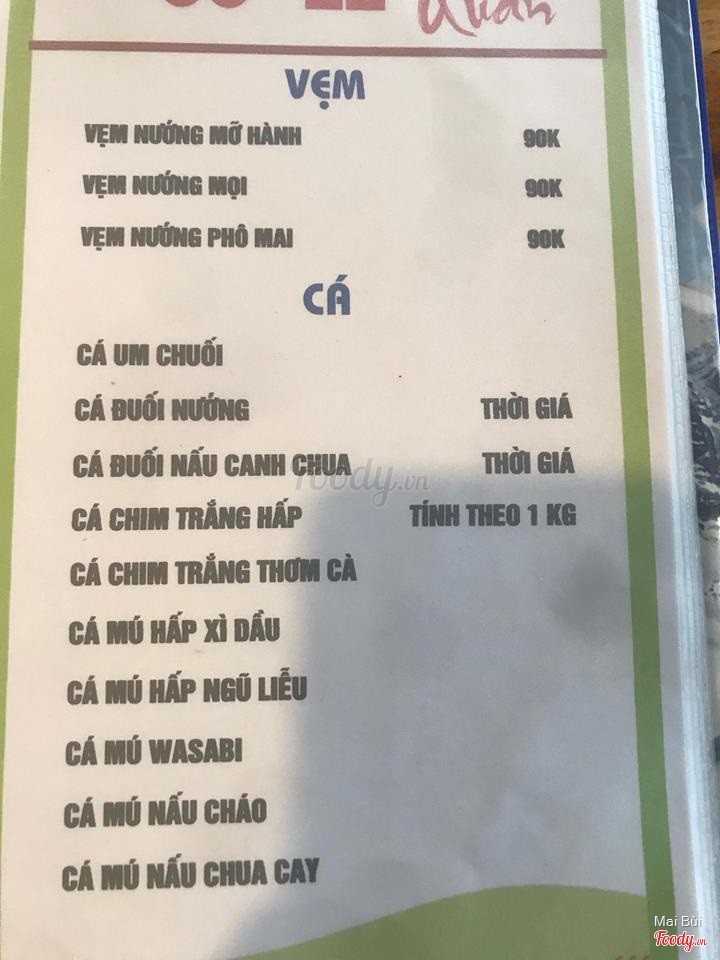 Quán
VẸM
VẸM NƯỚNG MỠ HÀNH 90K
VẸM NƯỚNG MỌI 90K
VẸM NƯỚNG PHÔ MAI 90K
CÁ
CÁ UM CHUỐI
CÁ ĐUỐI NƯỚNG THỜI GIÁ
CÁ ĐUỐI NẤU CANH CHUA THỜI GIÁ
foody.vn
CÁ CHIM TRẮNG HẤP TÍNH THEO 1 KG
CÁ CHIM TRẮNG THƠM CÀ
CÁ MÚ HẤP XÌ DẦU
CÁ MÚ HẤP NGŨ LIỄU
CÁ MÚ WASABI
CÁ MÚ NẤU CHÁO
CÁ MÚ NẤU CHUA CAY
Mai Bùi
Foody.vn